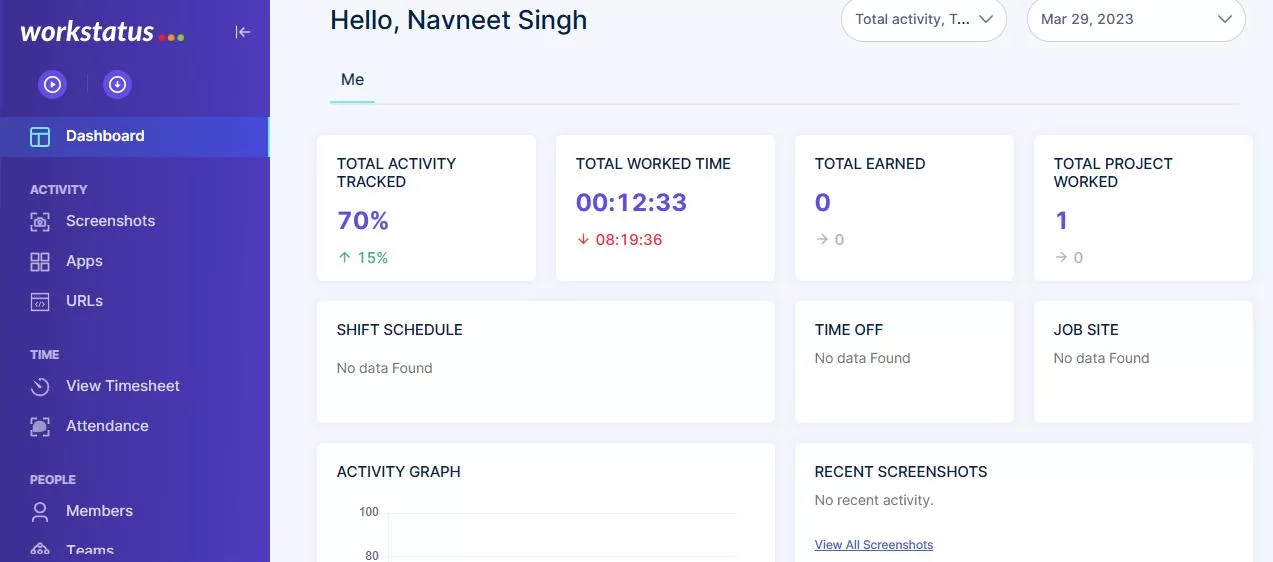 workstatus
Dashboard
ACTIVITY
Screenshots
Apps
URLs
TIME
View Timesheet
Attendance
PEOPLE
Members
Teams
Hello, Navneet Singh
Total activity, T...
Mar 29, 2023
Me
TOTAL ACTIVITY
TRACKED
70%
↑ 15%
TOTAL WORKED TIME
00:12:33
↓ 08:19:36
TOTAL EARNED
0
→ 0
TOTAL PROJECT
WORKED
1
→ 0
SHIFT SCHEDULE
No data Found
TIME OFF
No data Found
JOB SITE
No data Found
ACTIVITY GRAPH
100
80
RECENT SCREENSHOTS
No recent activity.
View All Screenshots